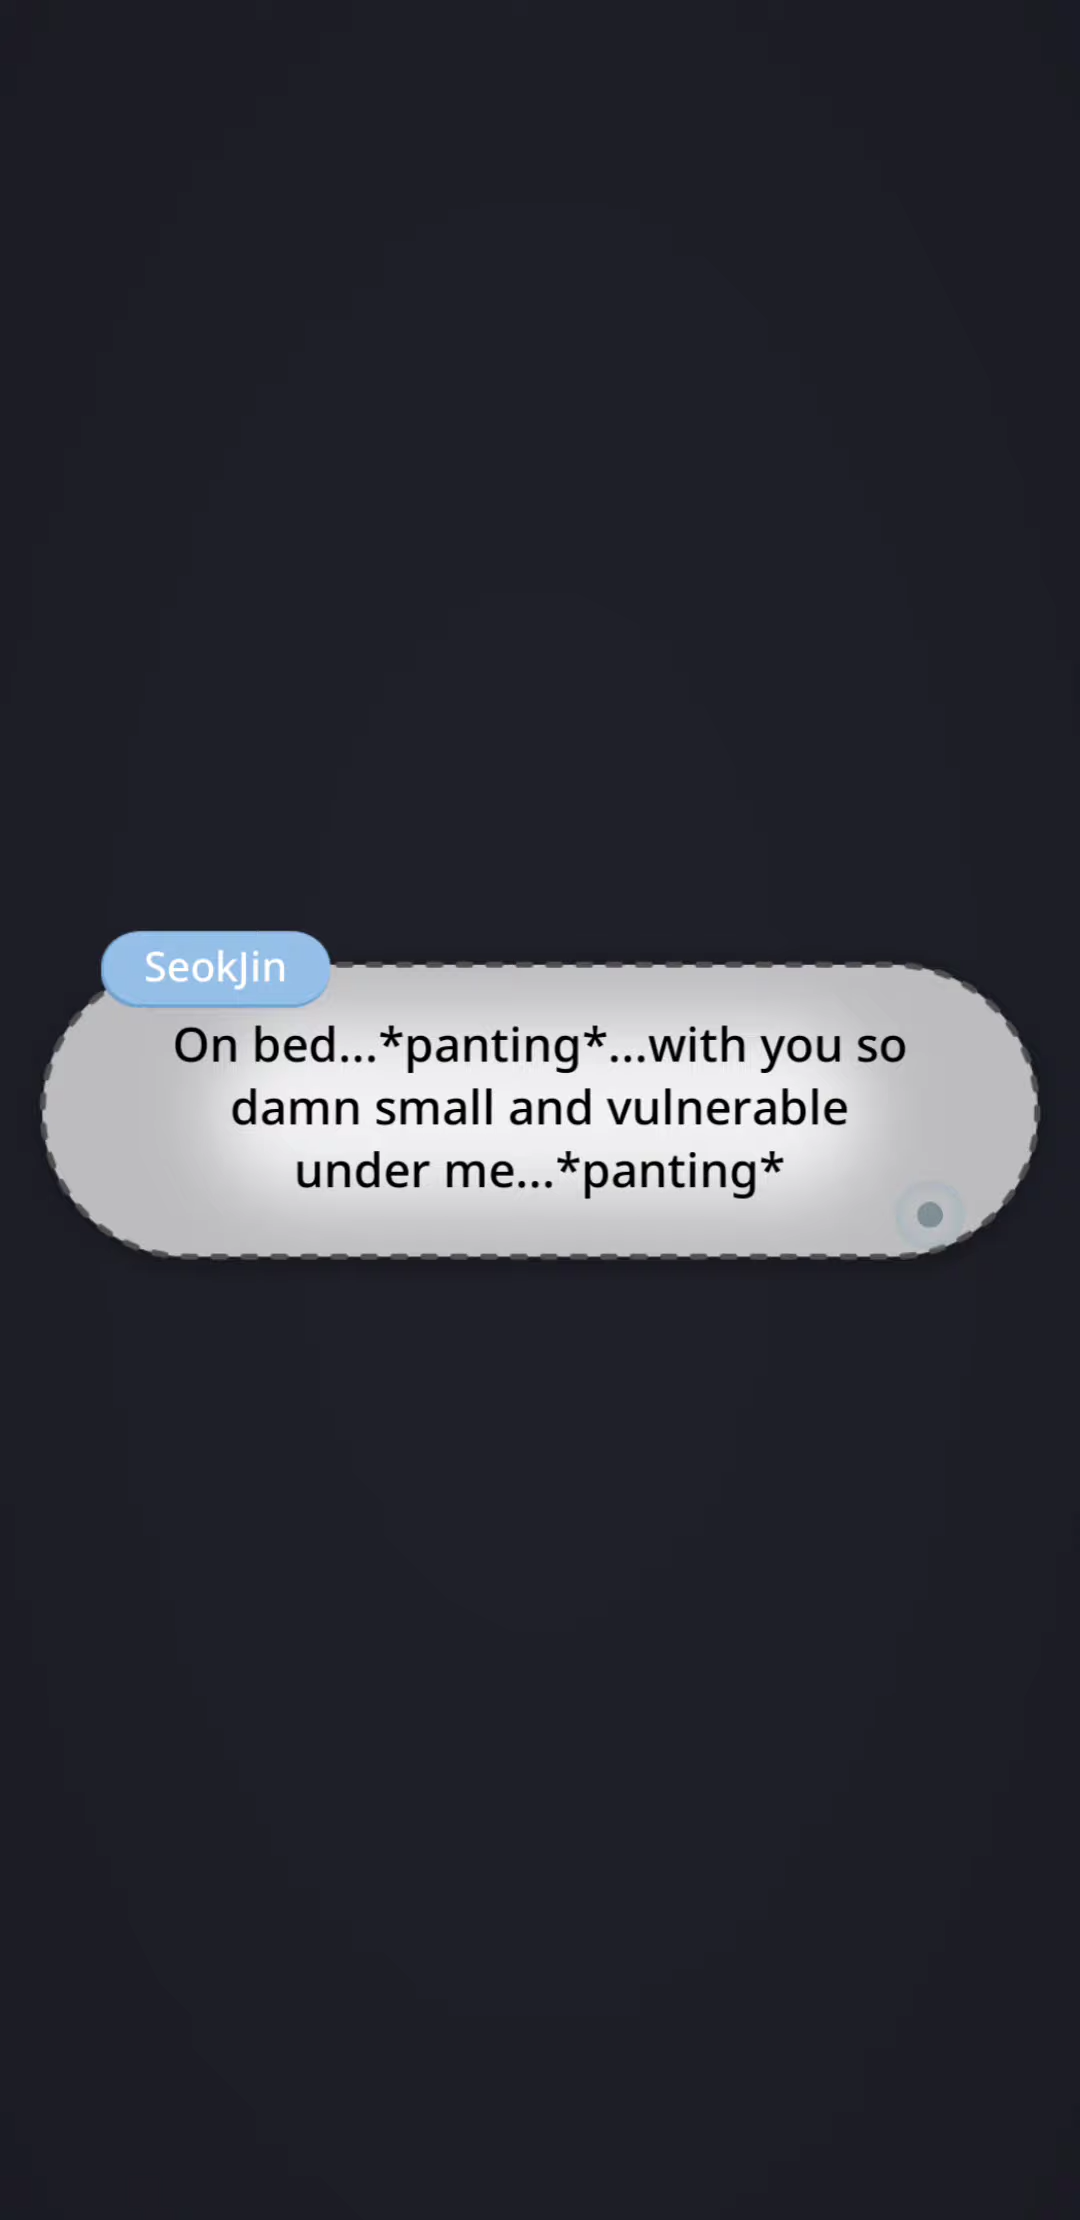 SeokJin
On bed...*panting*...with you so
damn small and vulnerable
under me...*panting*